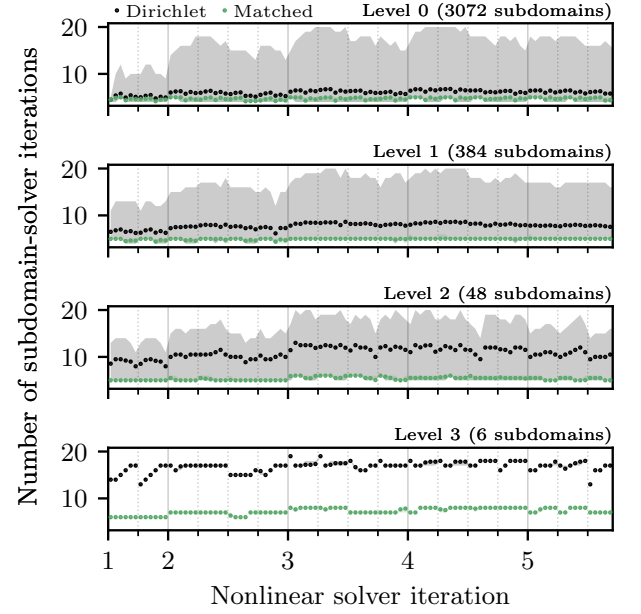 Dirichlet Matched Level 0 (3072 subdomains)
20
10
Level 1 (384 subdomains)
20
10
Level 2 (48 subdomains)
20
10
Level 3 (6 subdomains)
20
10
1 2 3 4 5
Nonlinear solver iteration
Number of subdomain-solver iterations